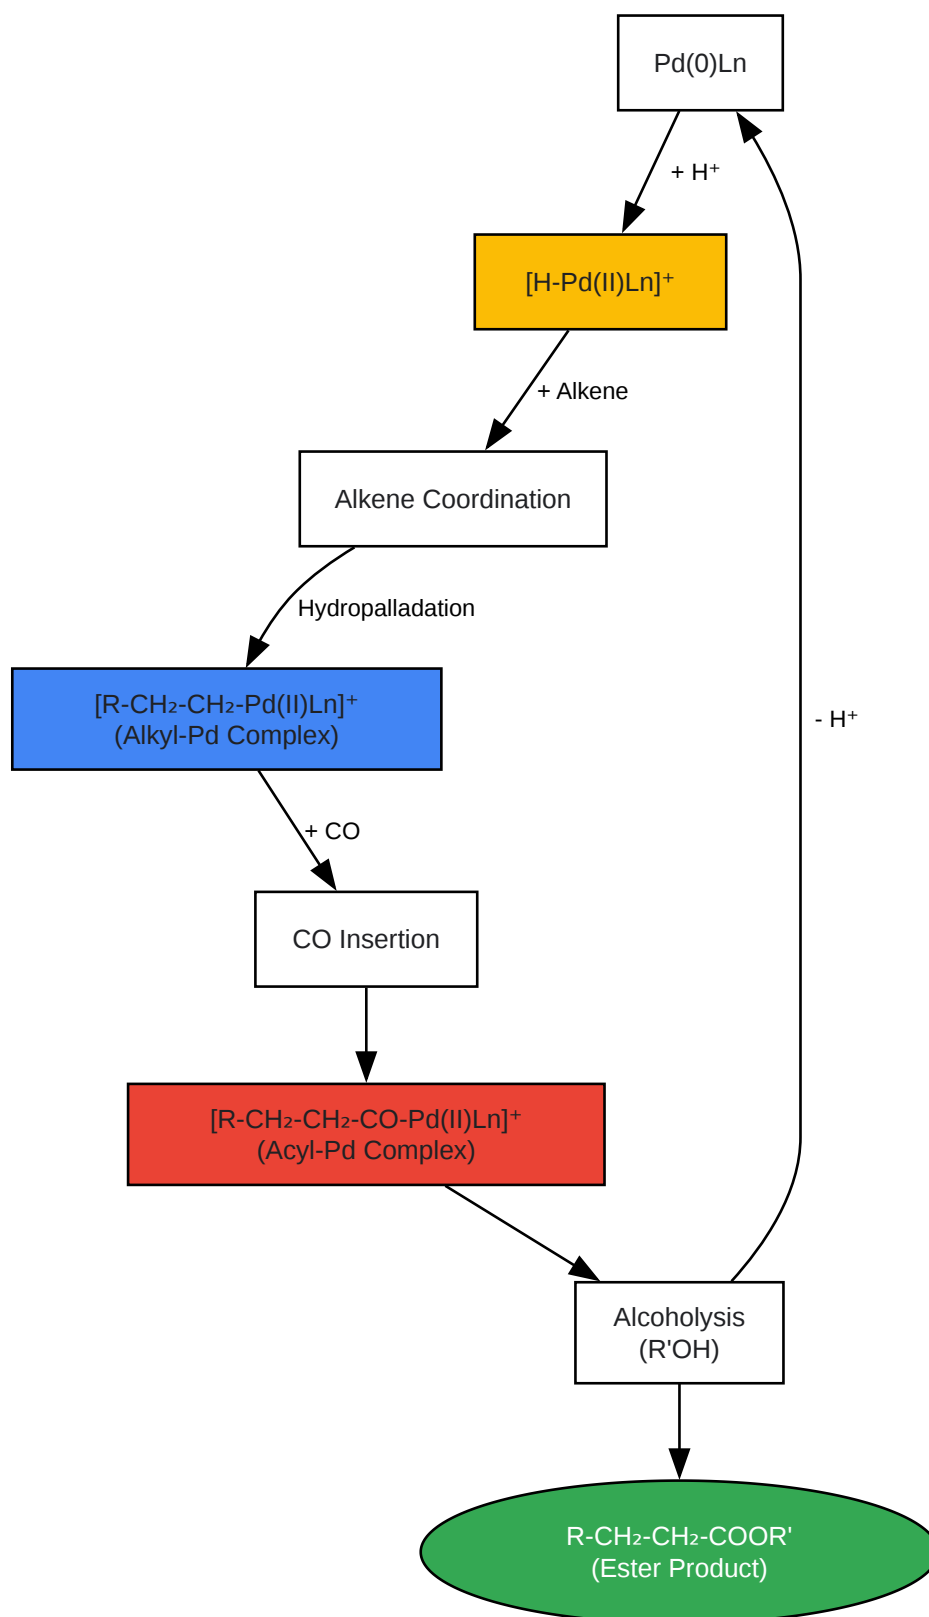 Pd(0)Ln
+ H⁺
[H-Pd(II)Ln]⁺
+ Alkene
Alkene Coordination
Hydropalladation
[R-CH₂-CH₂-Pd(II)Ln]⁺
(Alkyl-Pd Complex)
- H⁺
+ CO
CO Insertion
[R-CH₂-CH₂-CO-Pd(II)Ln]⁺
(Acyl-Pd Complex)
Alcoholysis
(R'OH)
R-CH₂-CH₂-COOR'
(Ester Product)